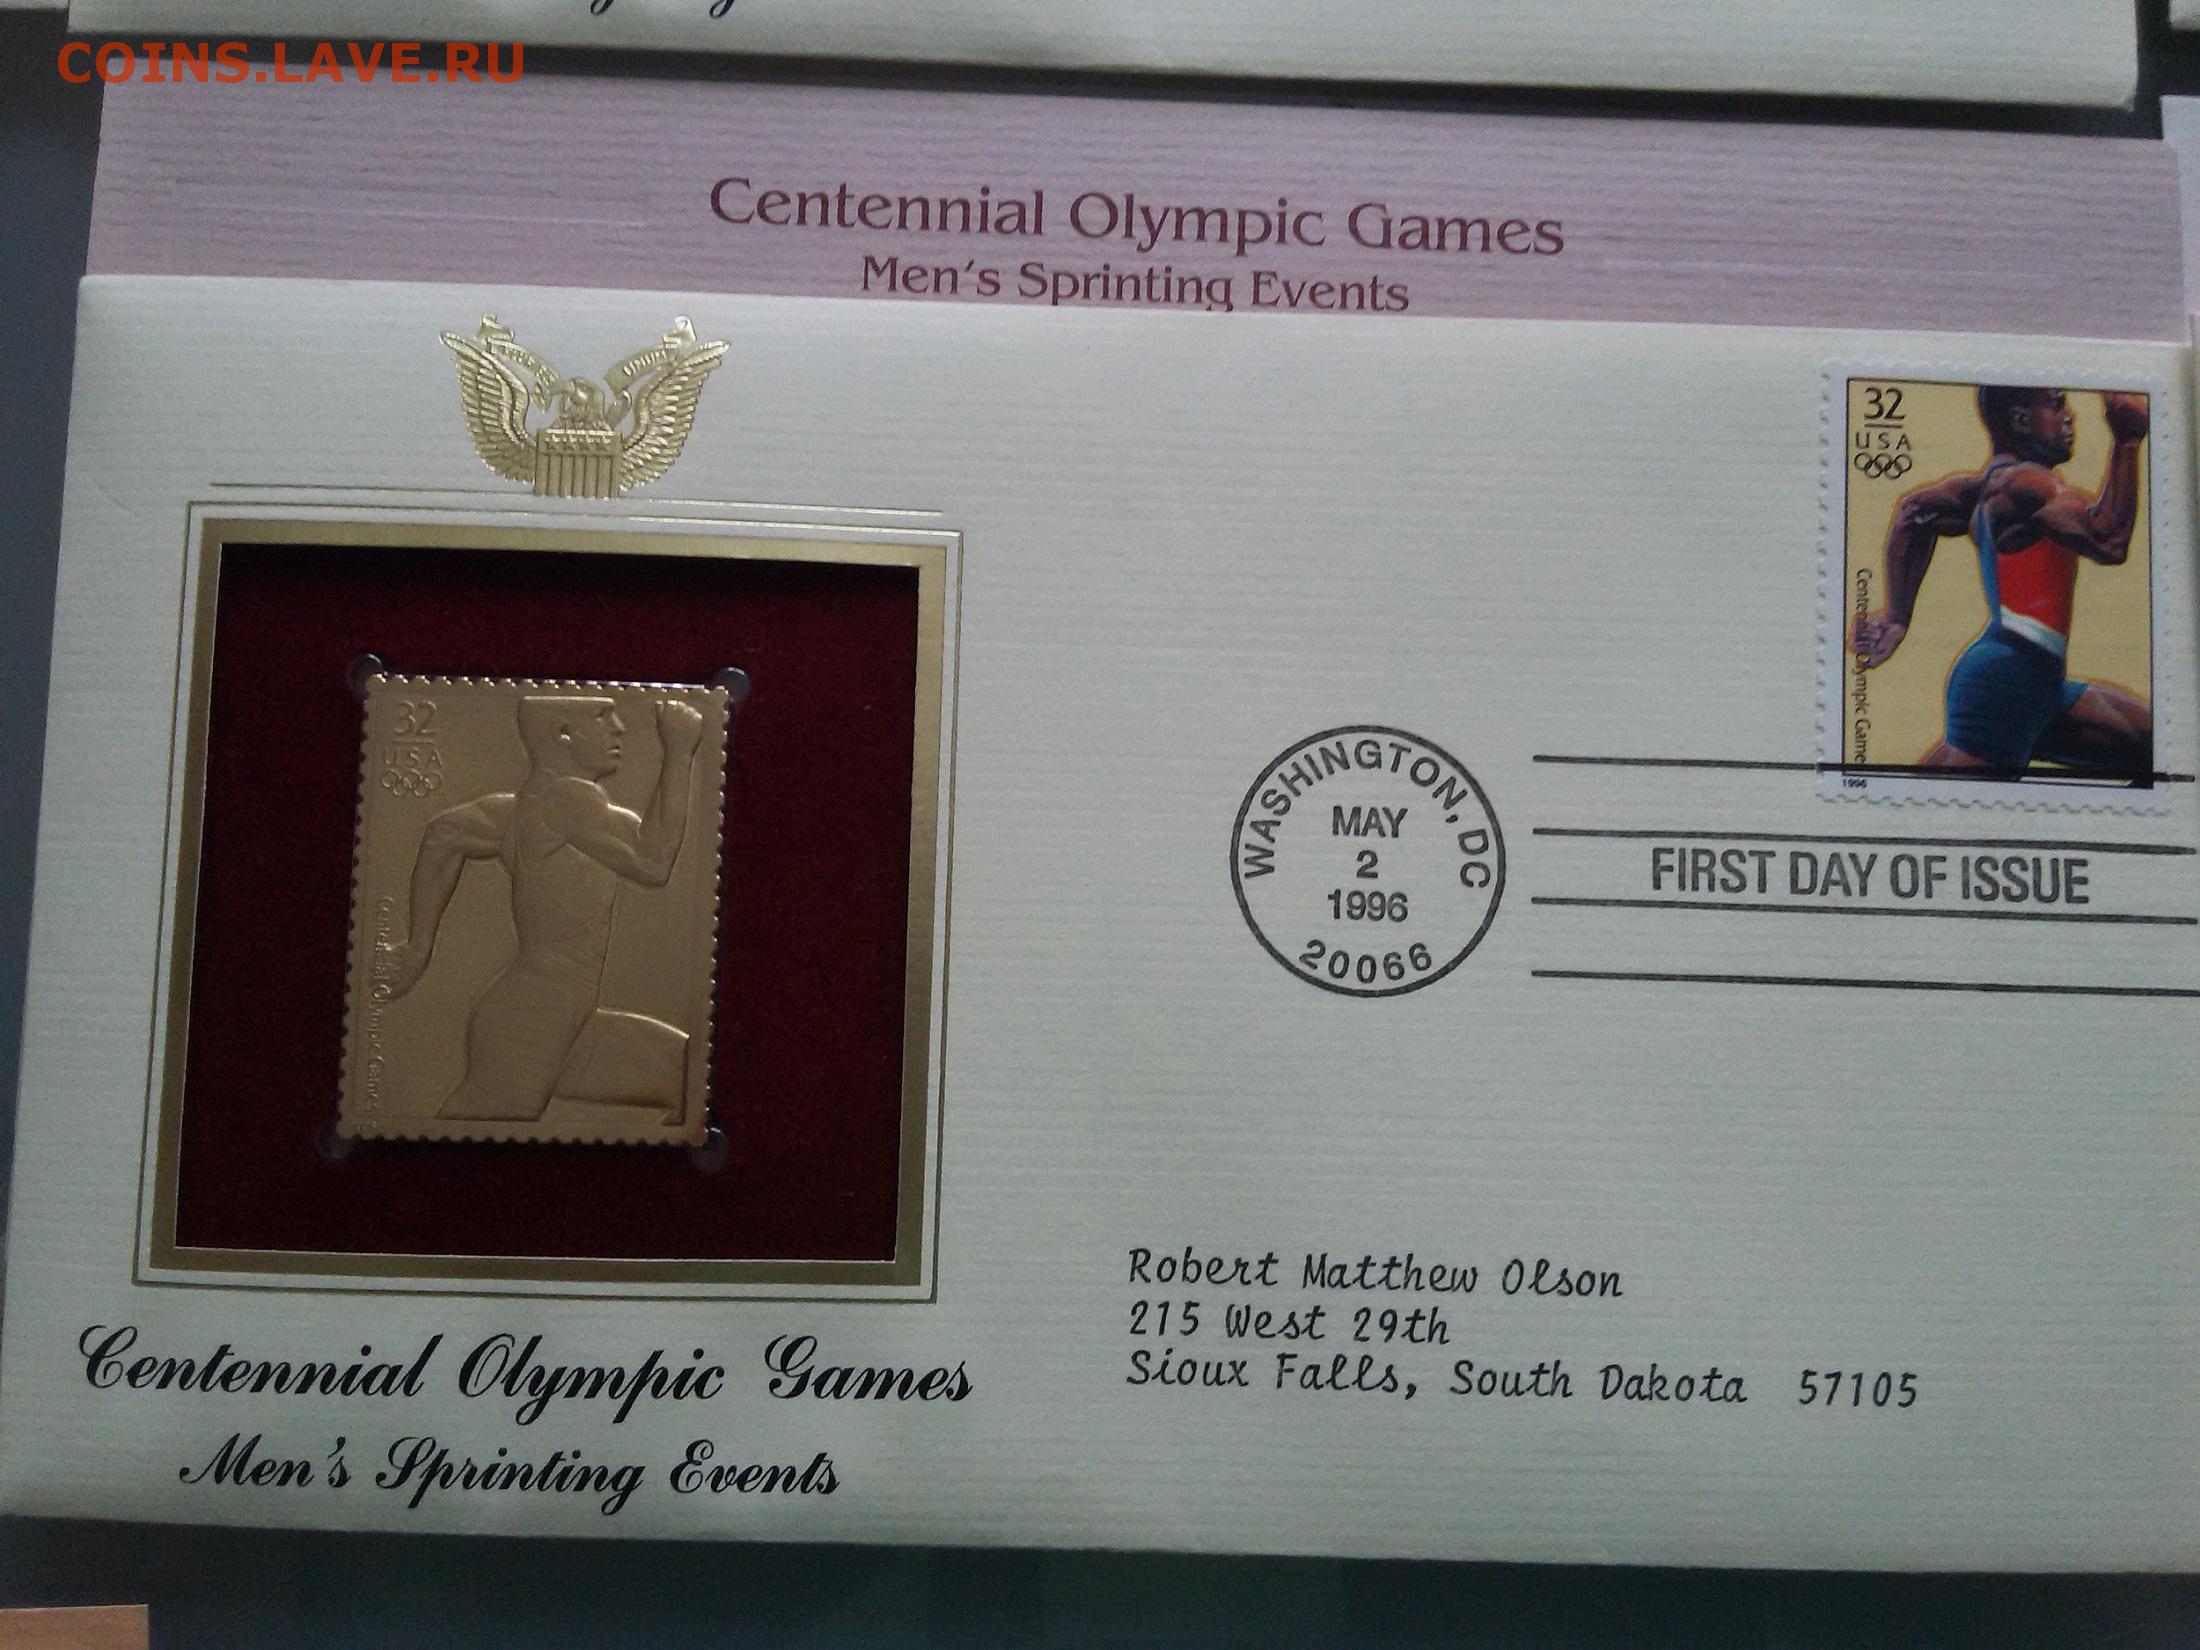 COINS.LAVE.RU
Centennial Olympic Games
Men's Sprinting Events
32
USA
Centennial Olympic Games
1996
32
USA
Centennial Olympic Games
WASHINGTON, DC
MAY
2
1996
20066
FIRST DAY OF ISSUE
Robert Matthew Olson
215 West 29th
Sioux Falls, South Dakota 57105
Centennial Olympic Games
Men's Sprinting Events